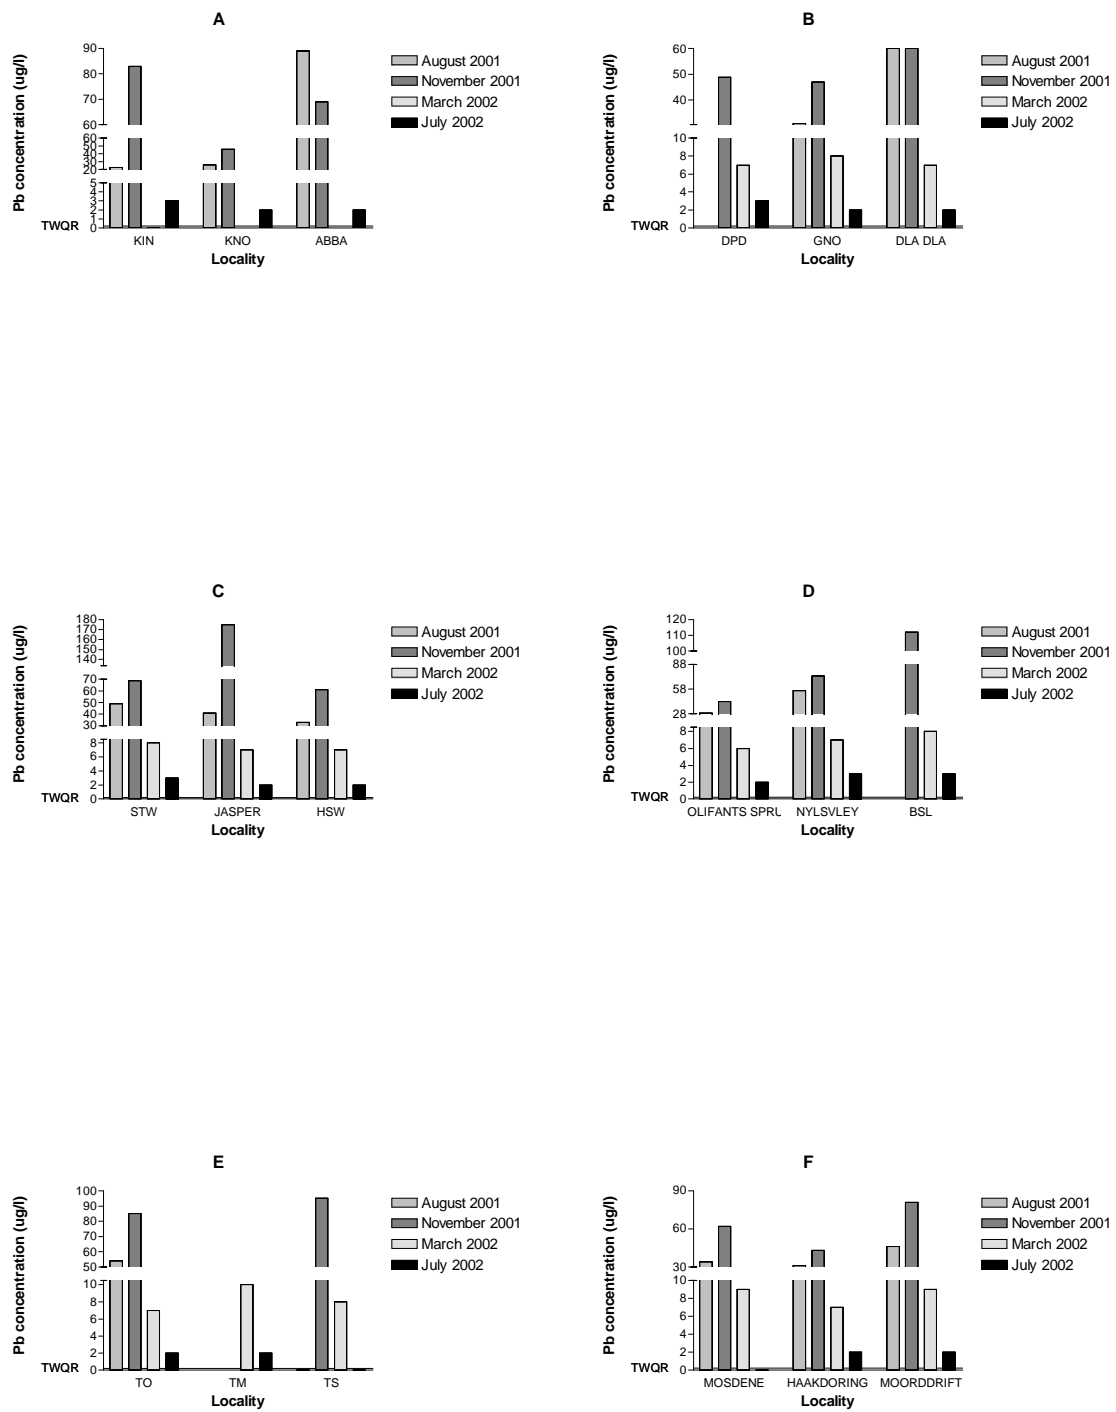 A
Pb concentration (ug/l)
90
80
70
60
60
50
40
30
20
5
4
3
2
1
0
TWQR
KIN KNO ABBA
Locality
August 2001
November 2001
March 2002
July 2002
B
Pb concentration (ug/l)
60
50
40
10
8
6
4
2
0
TWQR
DPD GNO DLA DLA
Locality
August 2001
November 2001
March 2002
July 2002
C
Pb concentration (ug/l)
180
170
160
150
140
70
60
50
40
30
8
6
4
2
0
TWQR
STW JASPER HSW
Locality
August 2001
November 2001
March 2002
July 2002
D
Pb concentration (ug/l)
120
110
100
88
58
28
8
6
4
2
0
TWQR
OLIFANTS SPRU NYLSVLEY BSL
Locality
August 2001
November 2001
March 2002
July 2002
E
Pb concentration (ug/l)
100
90
80
70
60
50
10
8
6
4
2
0
TWQR
TO TM TS
Locality
August 2001
November 2001
March 2002
July 2002
F
Pb concentration (ug/l)
90
60
30
10
8
6
4
2
0
TWQR
MOSDENE HAAKDORING MOORDDRIFT
Locality
August 2001
November 2001
March 2002
July 2002